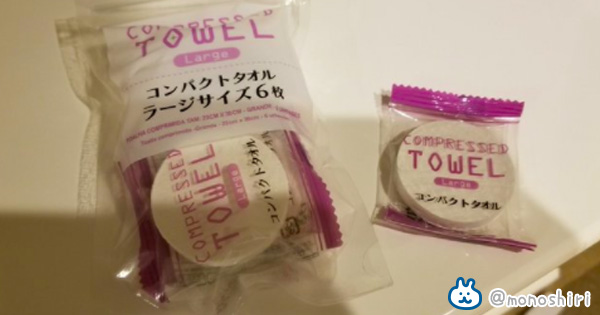 COMPRESSED
TOWEL
Large
コンパクトタオル
ラージサイズ6枚
COMPRESSED
TOWEL
Large
コンパクトタオル
COMPRESSED
TOWEL
Large
コンパクトタオル
@monoshiri